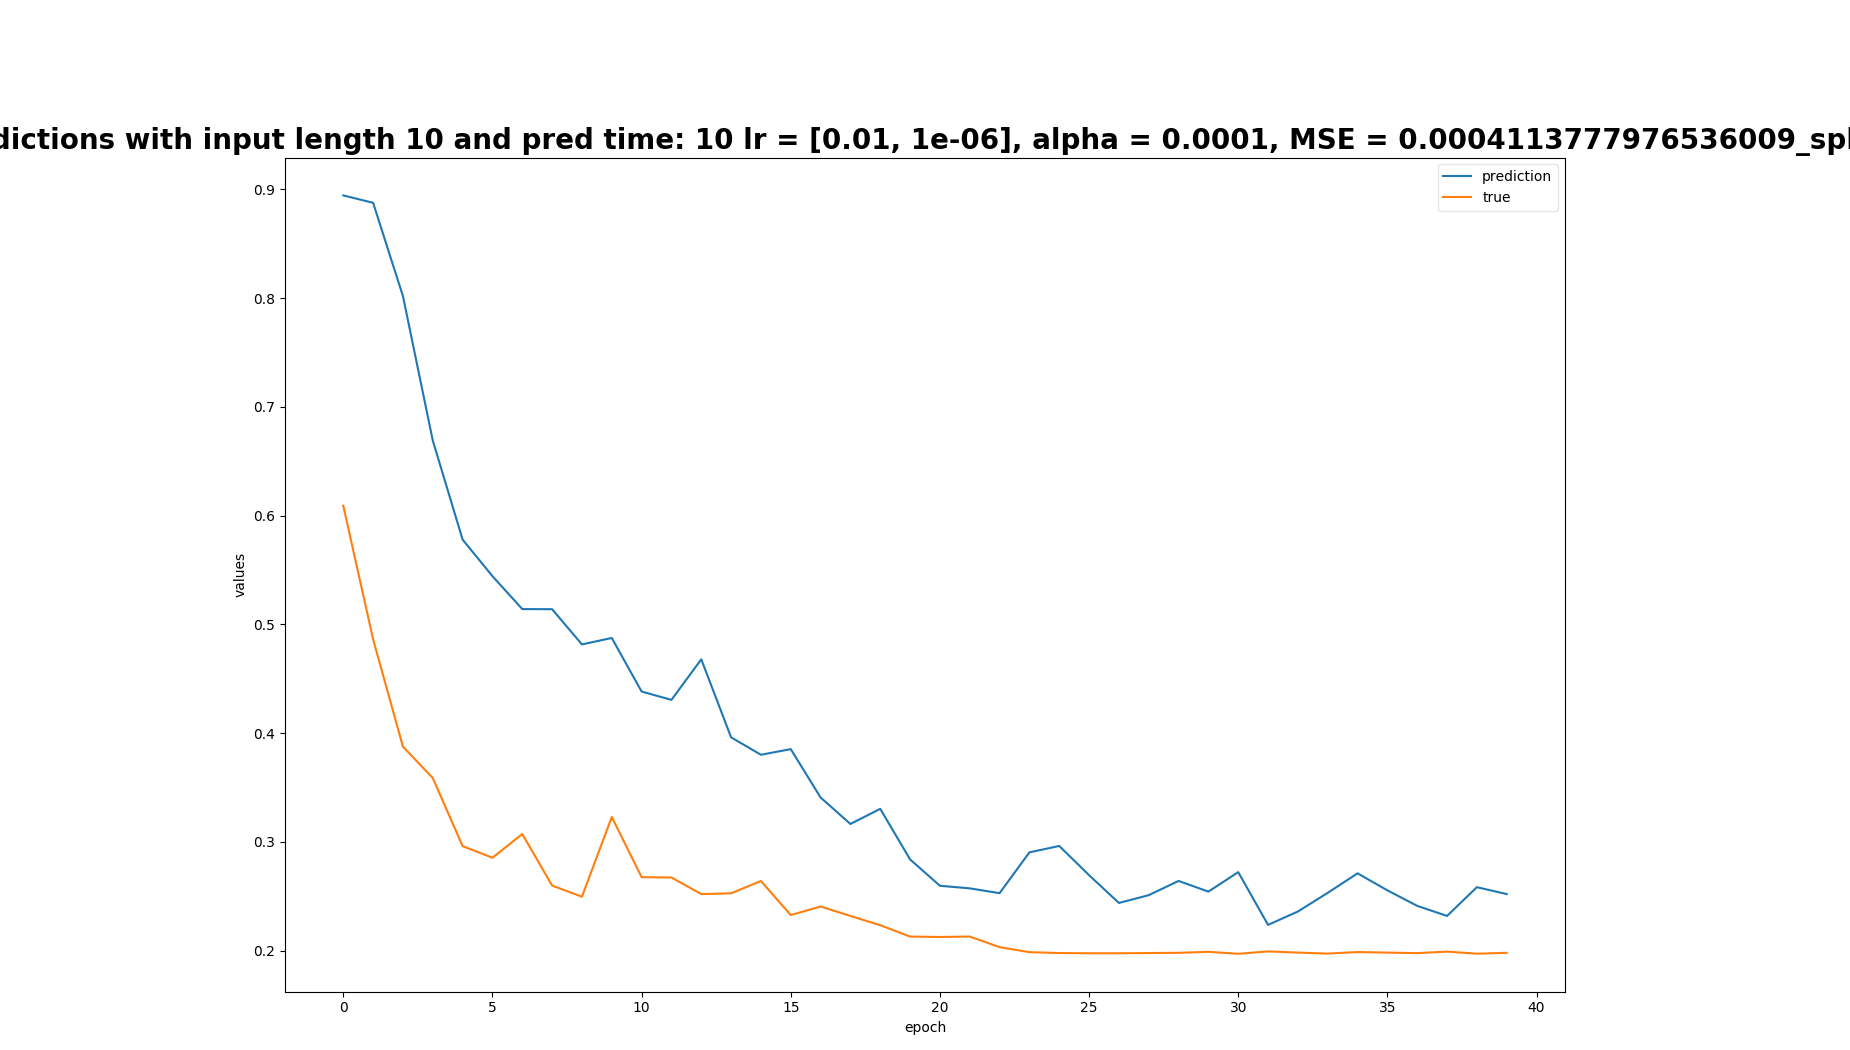 dictions with input length 10 and pred time: 10 lr = [0.01, 1e-06], alpha = 0.0001, MSE = 0.0004113777976536009_spl
prediction
true
0.9
0.8
0.7
0.6
0.5
0.4
0.3
0.2
values
0 5 10 15 20 25 30 35 40
epoch